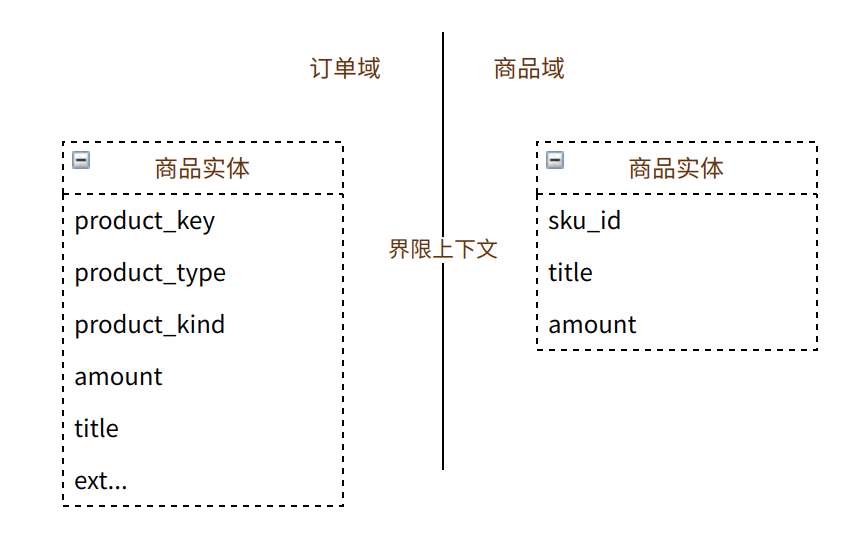 订单域
商品域
商品实体
product_key
product_type
product_kind
amount
title
ext...
界限上下文
商品实体
sku_id
title
amount